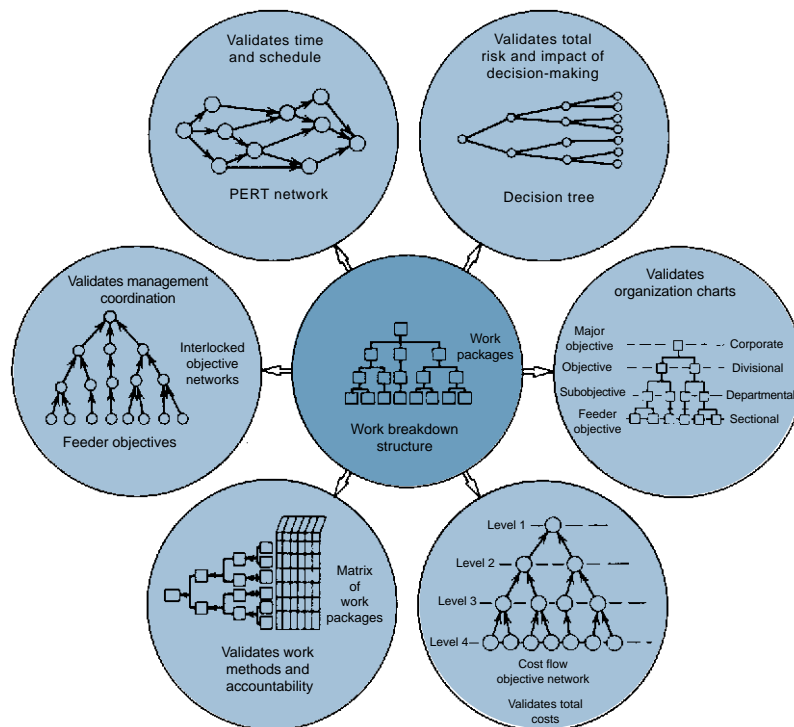 Validates time
and schedule
PERT network
Validates total
risk and impact of
decision-making
Decision tree
Validates management
coordination
Interlocked
objective networks
Feeder objectives
Work
packages
Work breakdown
structure
Validates
organization charts
Major
objective
Corporate
Objective
Divisional
Subobjective
Departmental
Feeder
objective
Sectional
Matrix
of
work
packages
Validates work
methods and
accountability
Level 1
Level 2
Level 3
Level 4
Cost flow
objective network
Validates total
costs